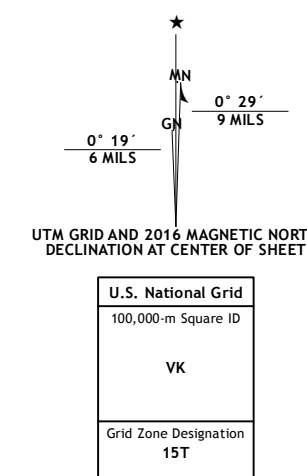 ★
MN
0° 29´
9 MILS
GN
0° 19´
6 MILS
UTM GRID AND 2016 MAGNETIC NORT
DECLINATION AT CENTER OF SHEET
U.S. National Grid
100,000-m Square ID
VK
Grid Zone Designation
15T